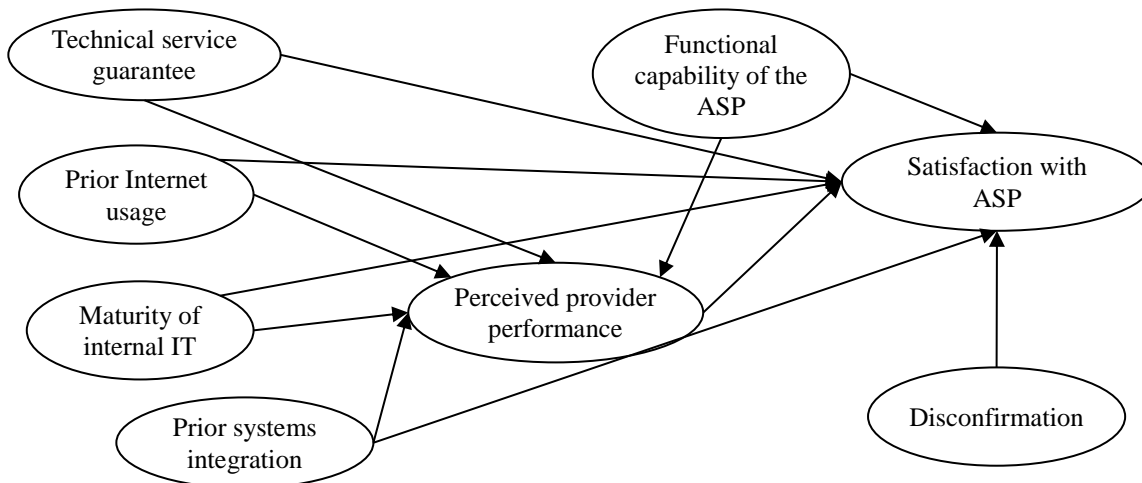 Technical service
guarantee
Functional
capability of the
ASP
Prior Internet
usage
Satisfaction with
ASP
Maturity of
internal IT
Perceived provider
performance
Prior systems
integration
Disconfirmation